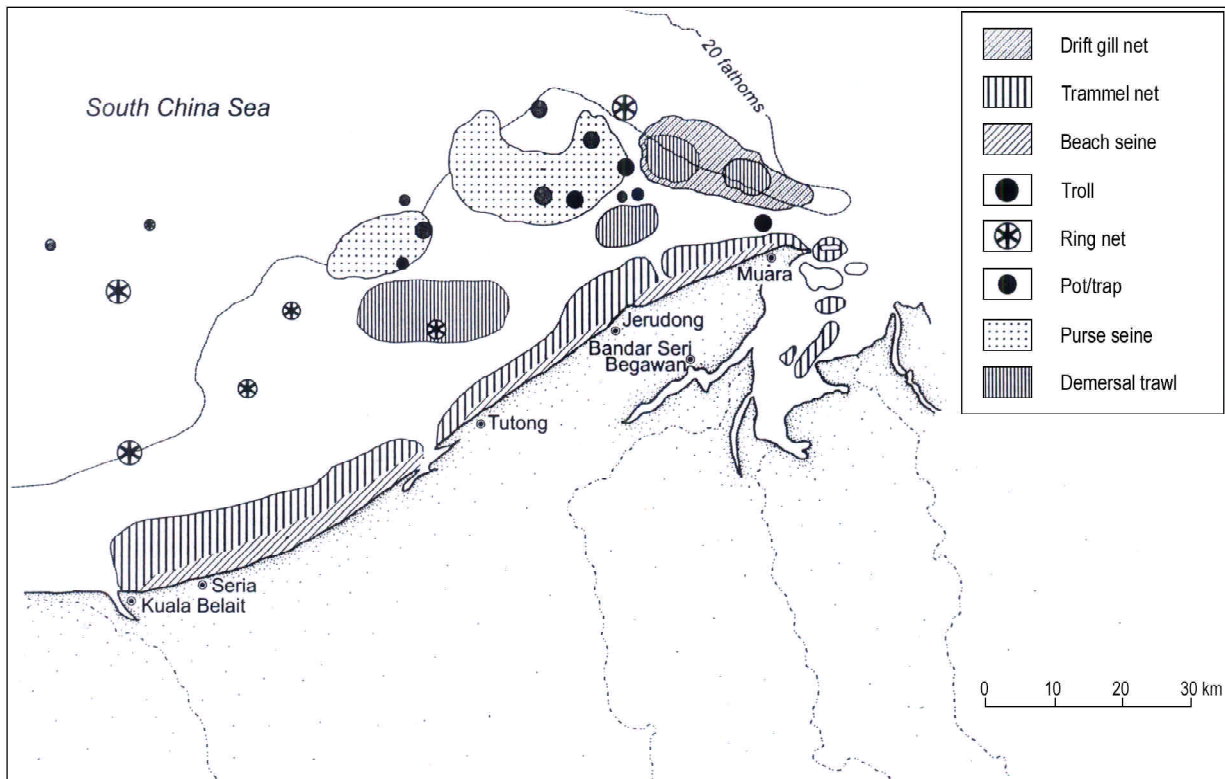 South China Sea
20 fathoms
Drift gill net
Trammel net
Beach seine
Troll
Ring net
Pot/trap
Purse seine
Demersal trawl
Muara
Jerudong
Bandar Seri
Begawan
Tutong
Seria
Kuala Belait
0 10 20 30 km